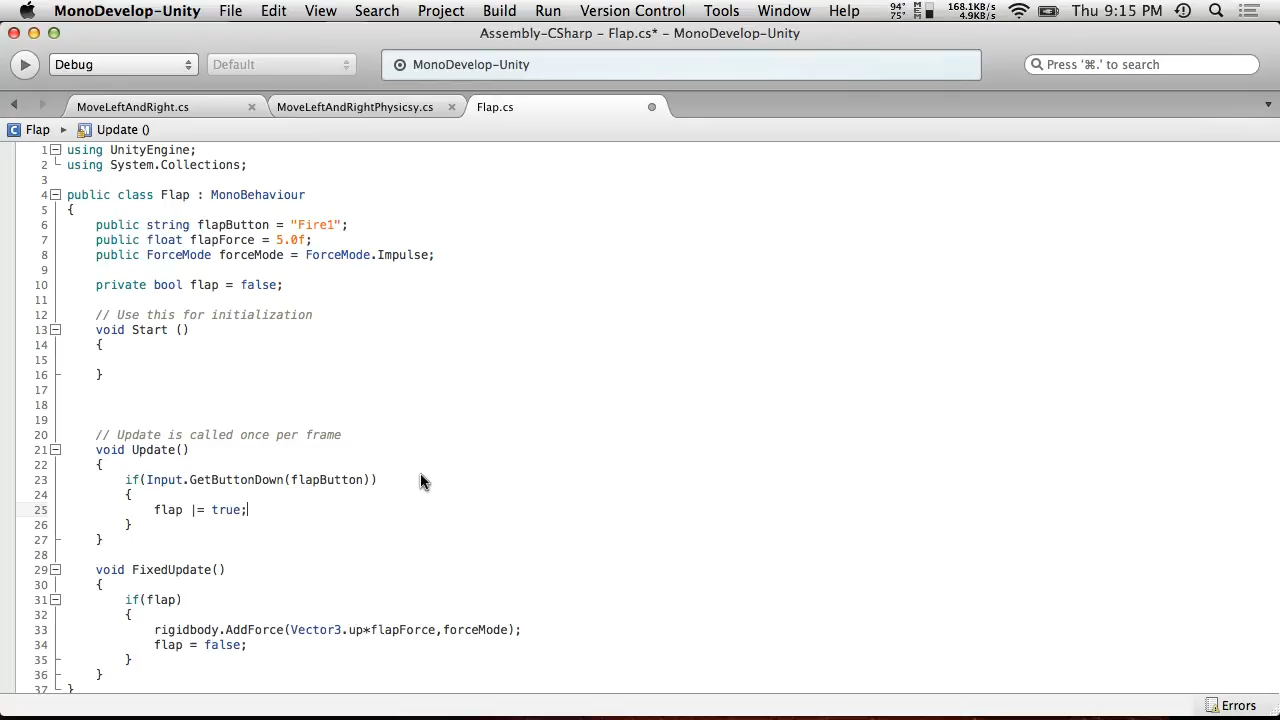 MonoDevelop-Unity File Edit View Search Project Build Run Version Control Tools Window Help 94° 75° 168.1KB/s 4.9KB/s Thu 9:15 PM
Assembly-CSharp – Flap.cs* – MonoDevelop-Unity
Debug Default MonoDevelop-Unity Press '⌘.' to search
MoveLeftAndRight.cs MoveLeftAndRightPhysicsy.cs Flap.cs
Flap Update ()
1 using UnityEngine;
2 using System.Collections;
3
4 public class Flap : MonoBehaviour
5 {
6 public string flapButton = "Fire1";
7 public float flapForce = 5.0f;
8 public ForceMode forceMode = ForceMode.Impulse;
9
10 private bool flap = false;
11
12 // Use this for initialization
13 void Start ()
14 {
15
16 }
17
18
19
20 // Update is called once per frame
21 void Update()
22 {
23 if(Input.GetButtonDown(flapButton))
24 {
25 flap |= true;
26 }
27 }
28
29 void FixedUpdate()
30 {
31 if(flap)
32 {
33 rigidbody.AddForce(Vector3.up*flapForce,forceMode);
34 flap = false;
35 }
36 }
37 }
Errors